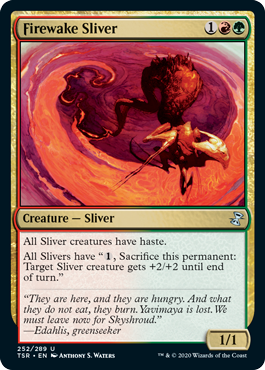 Firewake Sliver 1
Creature — Sliver
All Sliver creatures have haste.
All Slivers have “1, Sacrifice this permanent:
Target Sliver creature gets +2/+2 until
end of turn.”
“They are here, and they are hungry. And what
they do not eat, they burn. Yavimaya is lost. We
must leave now for Skyshroud.”
—Edahlis, greenseeker
1/1
252/289 U
TSR • EN Anthony S. Waters
™ & © 2020 Wizards of the Coast